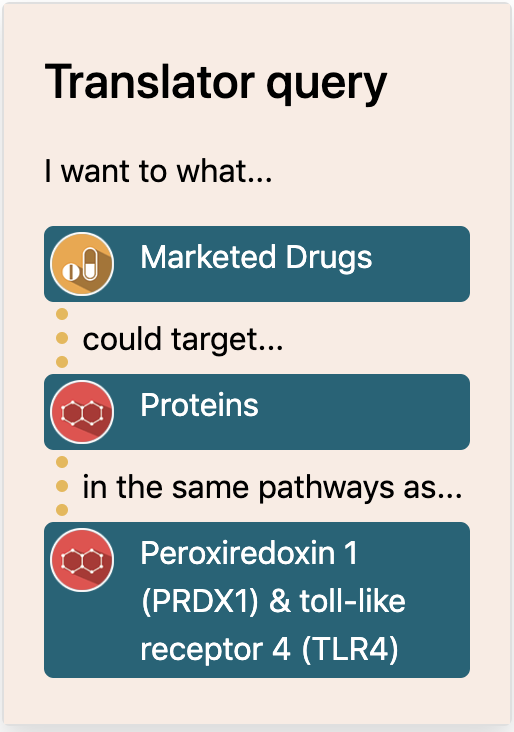 Translator query
I want to what...
Marketed Drugs
could target...
Proteins
in the same pathways as...
Peroxiredoxin 1
(PRDX1) & toll-like
receptor 4 (TLR4)